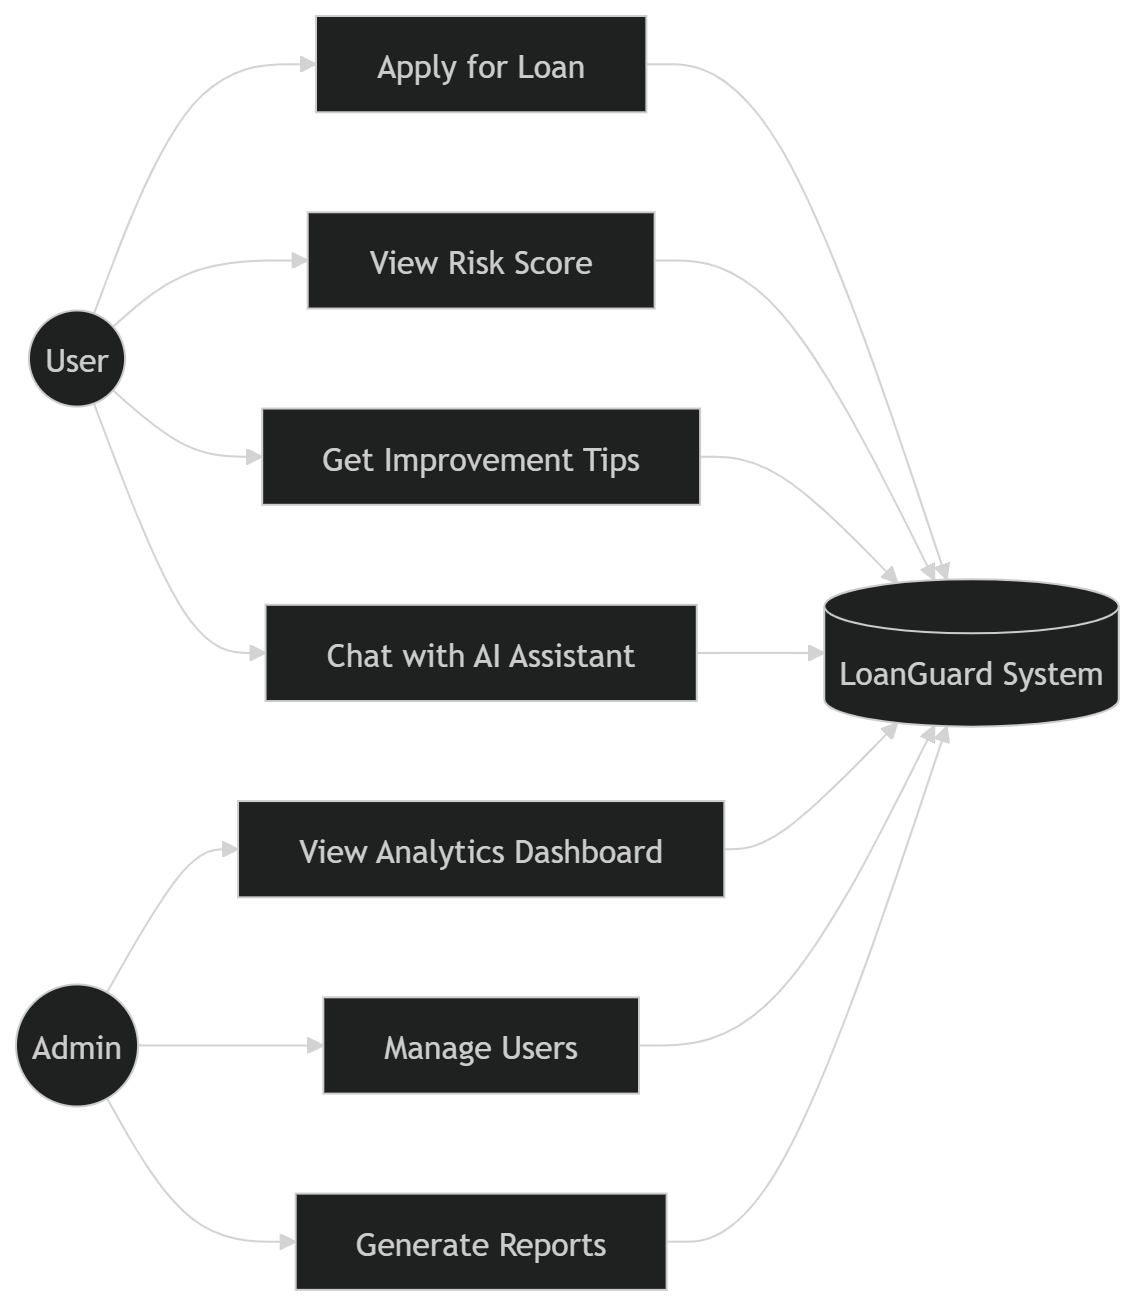 Apply for Loan
View Risk Score
User
Get Improvement Tips
Chat with AI Assistant
LoanGuard System
View Analytics Dashboard
Admin
Manage Users
Generate Reports